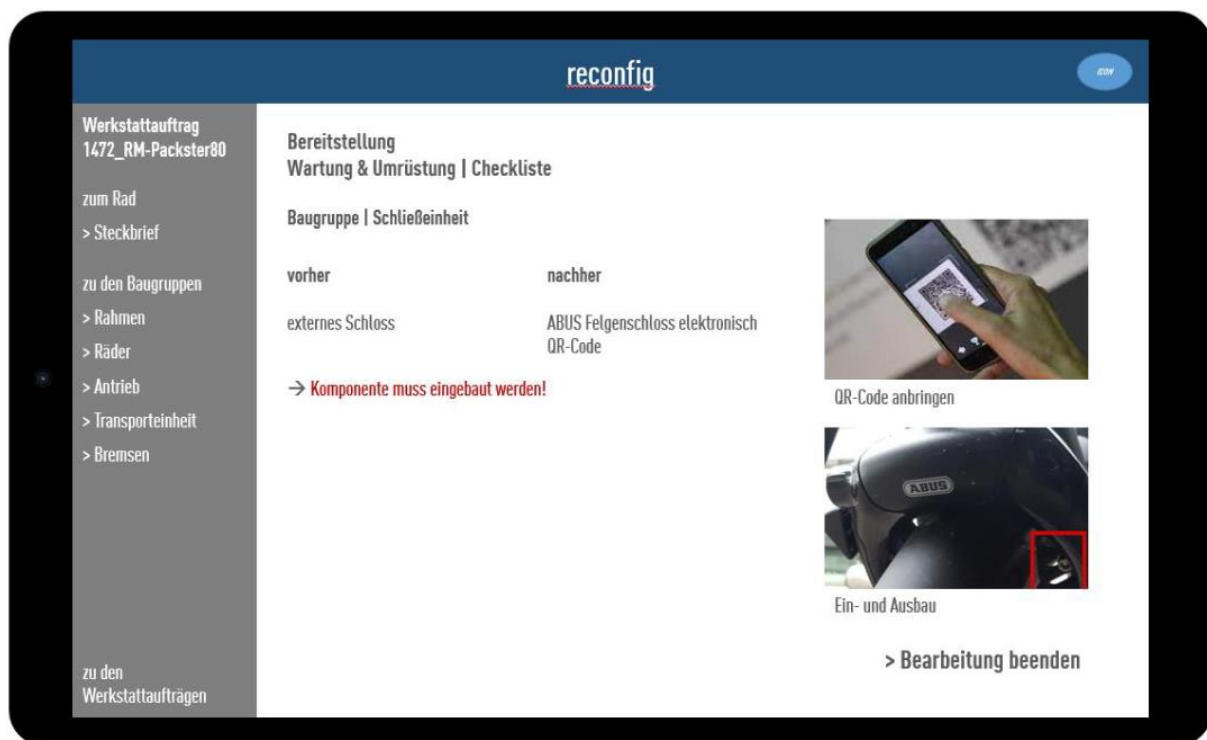 reconfig
ICON
Werkstattauftrag
1472_RM-Packster80
zum Rad
> Steckbrief
zu den Baugruppen
> Rahmen
> Räder
> Antrieb
> Transporteinheit
> Bremsen
zu den
Werkstattaufträgen
Bereitstellung
Wartung & Umrüstung | Checkliste
Baugruppe | Schließeinheit
vorher
nachher
externes Schloss
ABUS Felgenschloss elektronisch
QR-Code
→ Komponente muss eingebaut werden!
QR-Code anbringen
ABUS
Ein- und Ausbau
> Bearbeitung beenden